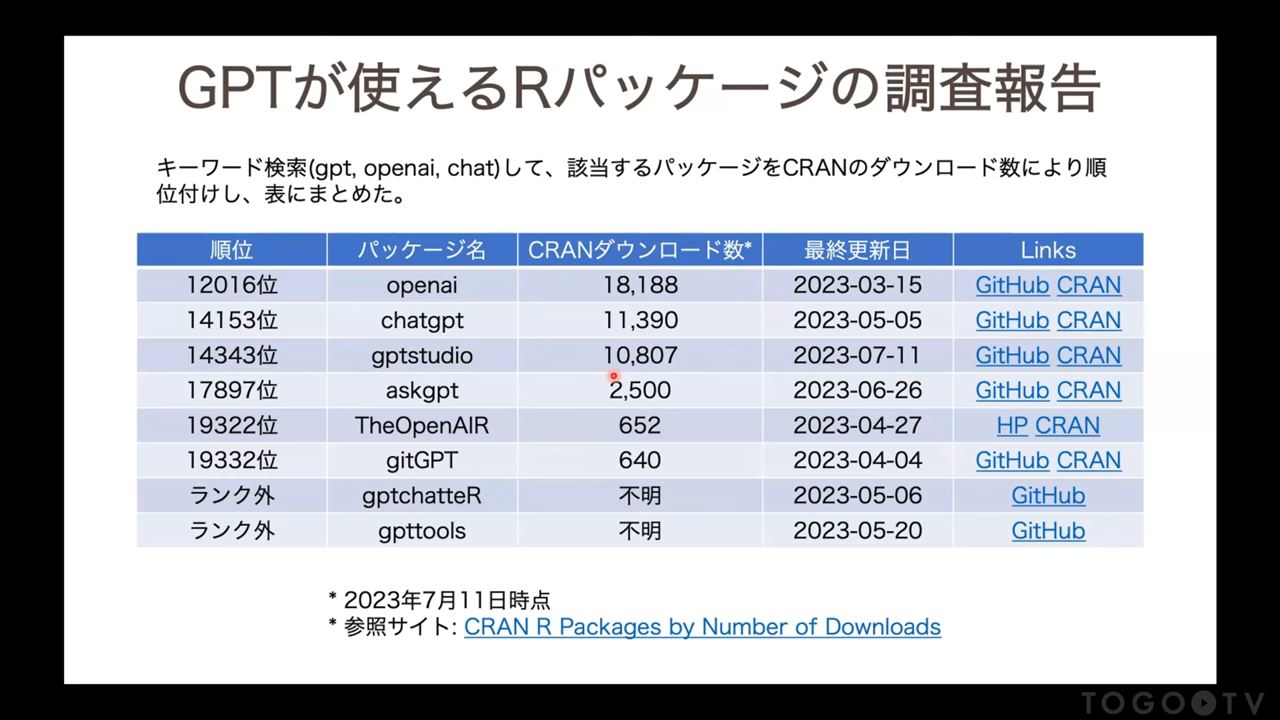 GPTが使えるRパッケージの調査報告
キーワード検索(gpt, openai, chat)して、該当するパッケージをCRANのダウンロード数により順
位付けし、表にまとめた。
順位 パッケージ名 CRANダウンロード数* 最終更新日 Links
12016位 openai 18,188 2023-03-15 GitHub CRAN
14153位 chatgpt 11,390 2023-05-05 GitHub CRAN
14343位 gptstudio 10,807 2023-07-11 GitHub CRAN
17897位 askgpt 2,500 2023-06-26 GitHub CRAN
19322位 TheOpenAIR 652 2023-04-27 HP CRAN
19332位 gitGPT 640 2023-04-04 GitHub CRAN
ランク外 gptchatteR 不明 2023-05-06 GitHub
ランク外 gpttools 不明 2023-05-20 GitHub
* 2023年7月11日時点
* 参照サイト: CRAN R Packages by Number of Downloads
TOGO TV